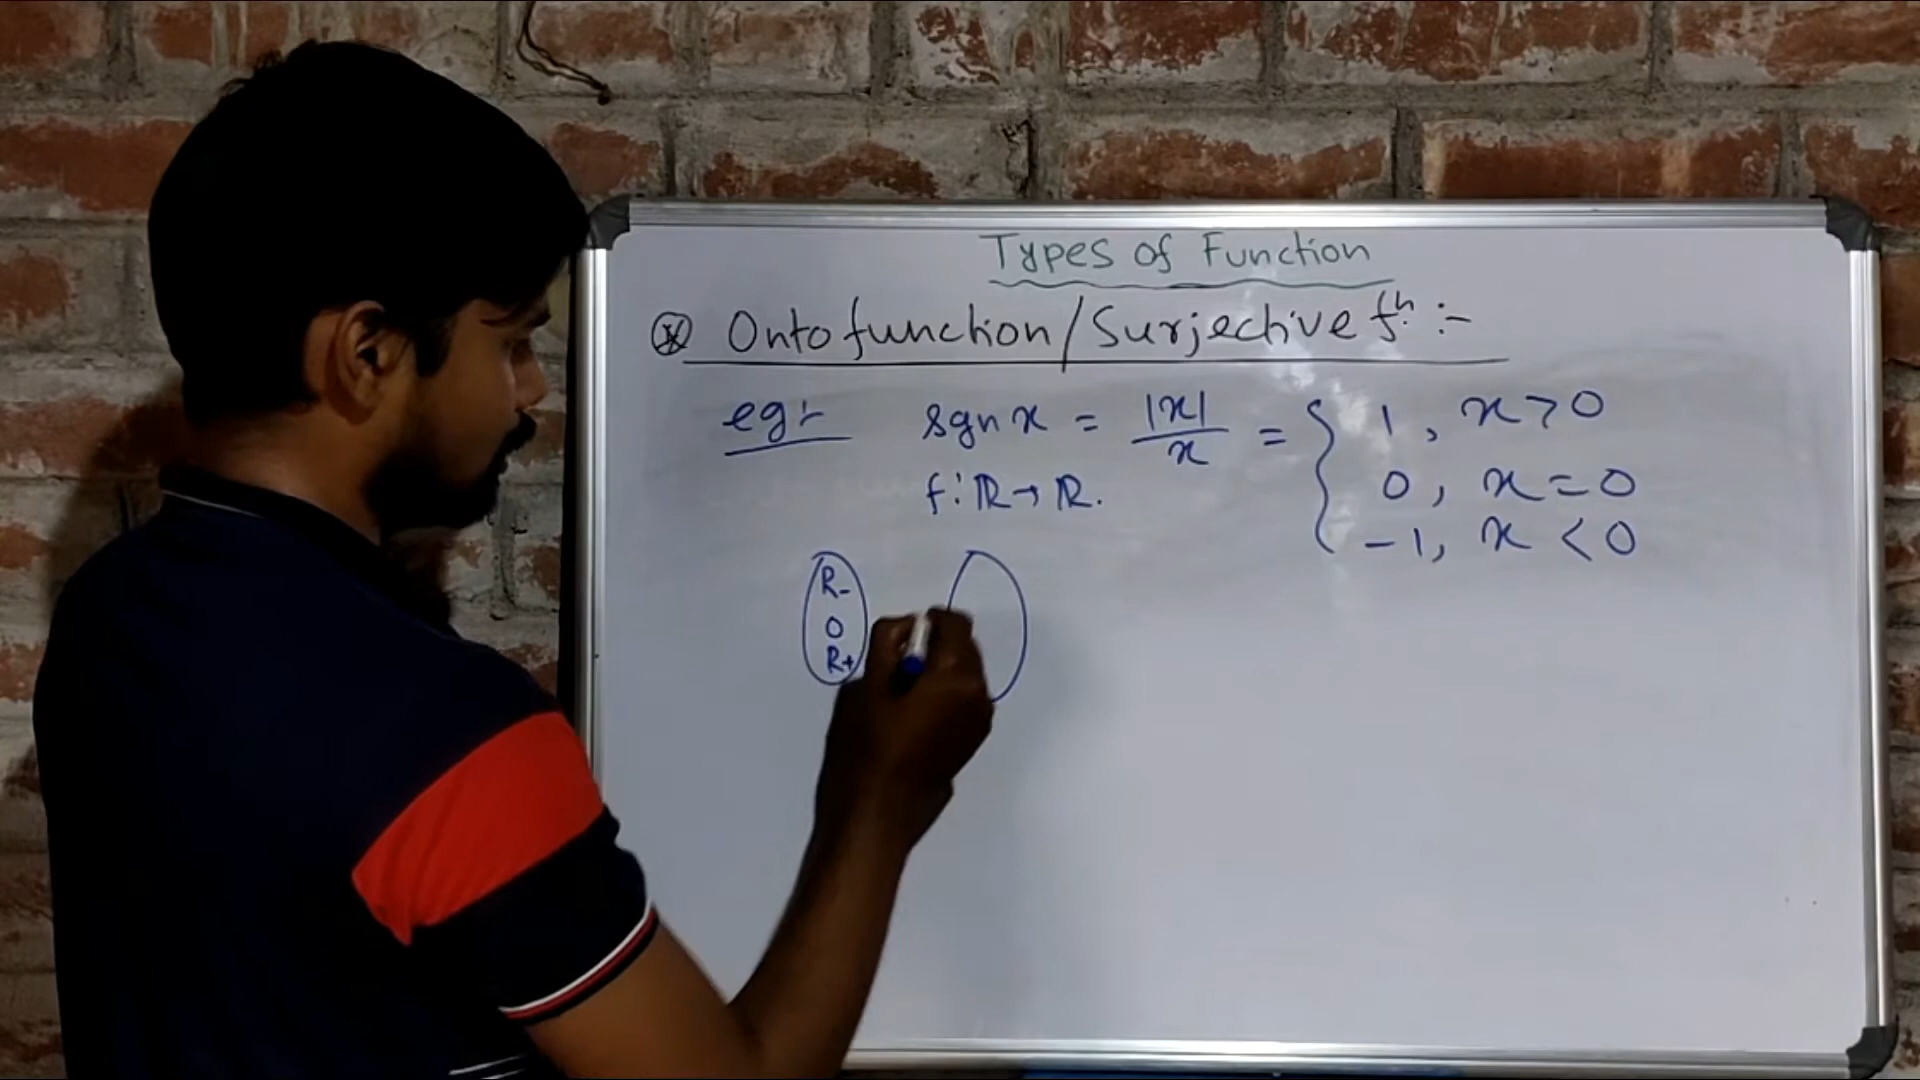 Types of Function
* Onto function / Surjective fn. :-
eg:- sgn x = |x|/x = { 1, x > 0
f: ℝ → ℝ. 0, x = 0
-1, x < 0
R-
0
R+